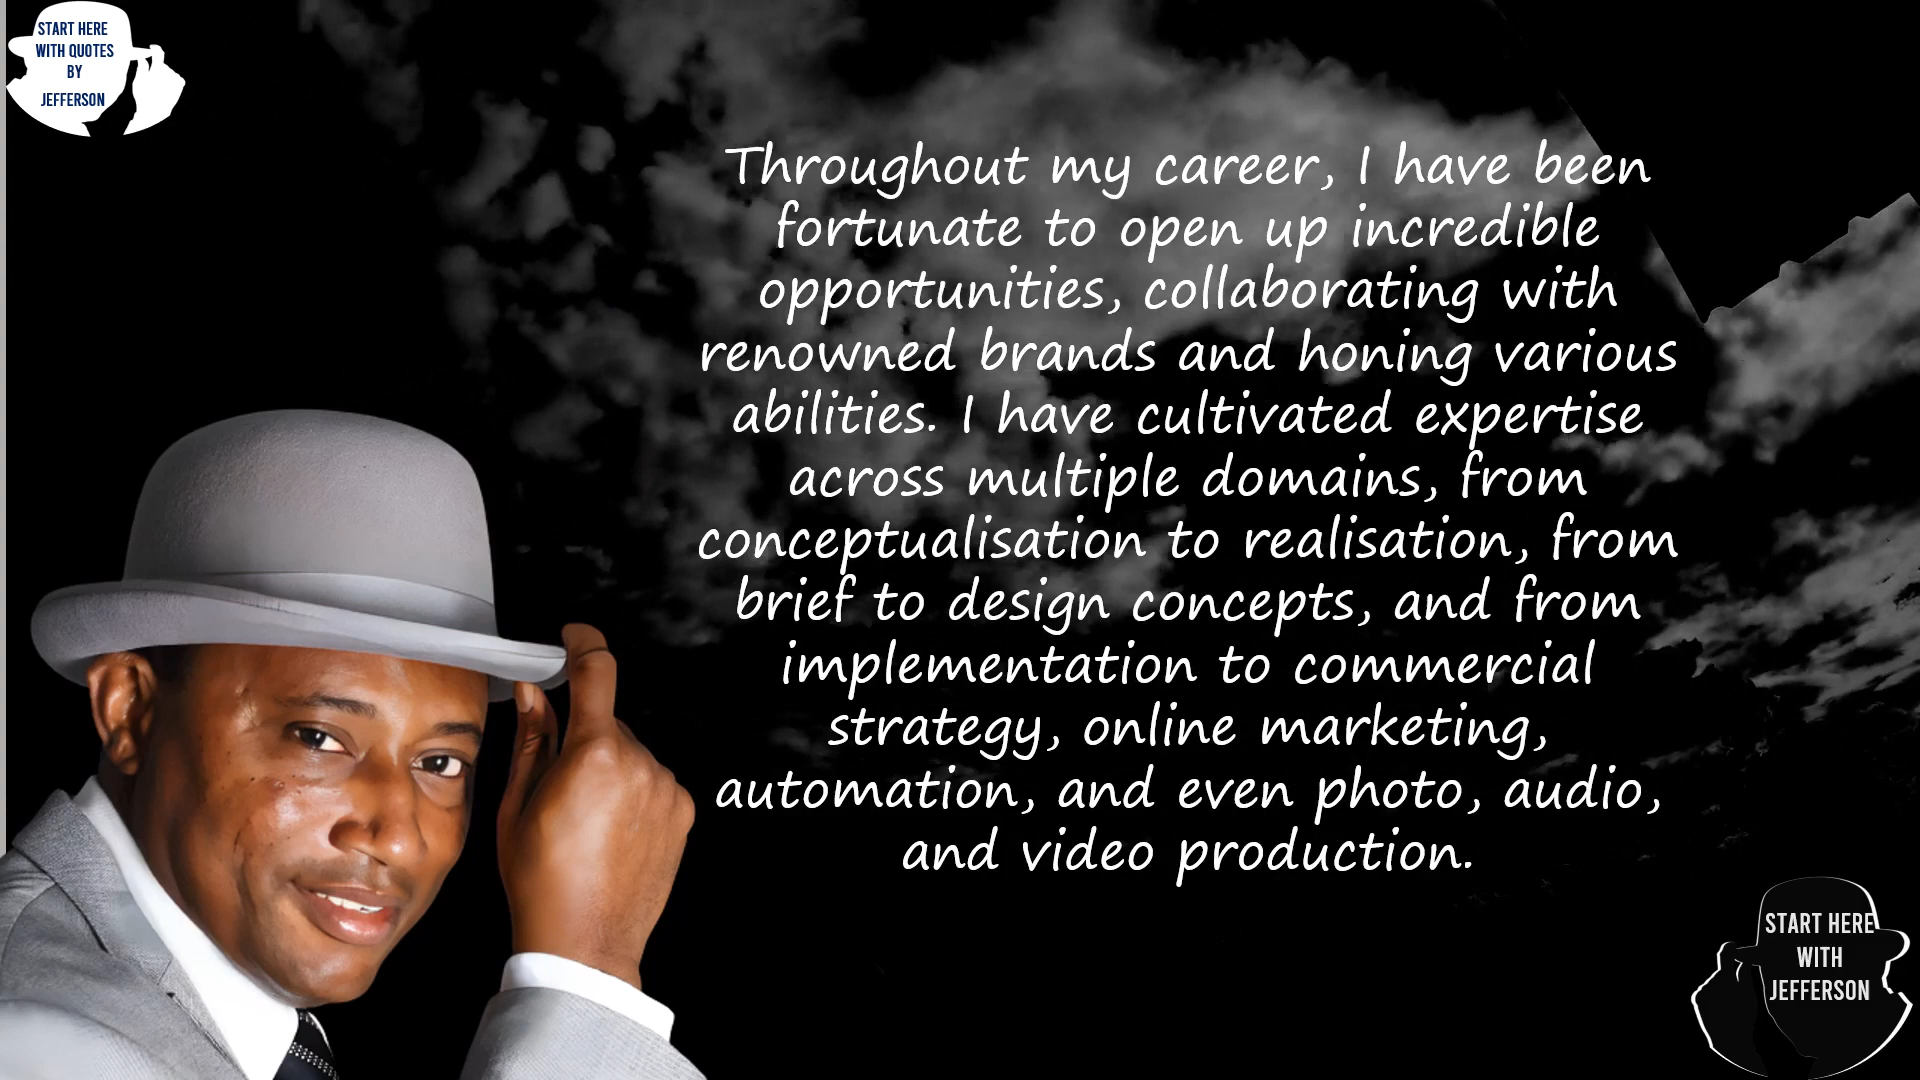 START HERE
WITH QUOTES
BY
JEFFERSON
Throughout my career, I have been
fortunate to open up incredible
opportunities, collaborating with
renowned brands and honing various
abilities. I have cultivated expertise
across multiple domains, from
conceptualisation to realisation, from
brief to design concepts, and from
implementation to commercial
strategy, online marketing,
automation, and even photo, audio,
and video production.
START HERE
WITH
JEFFERSON